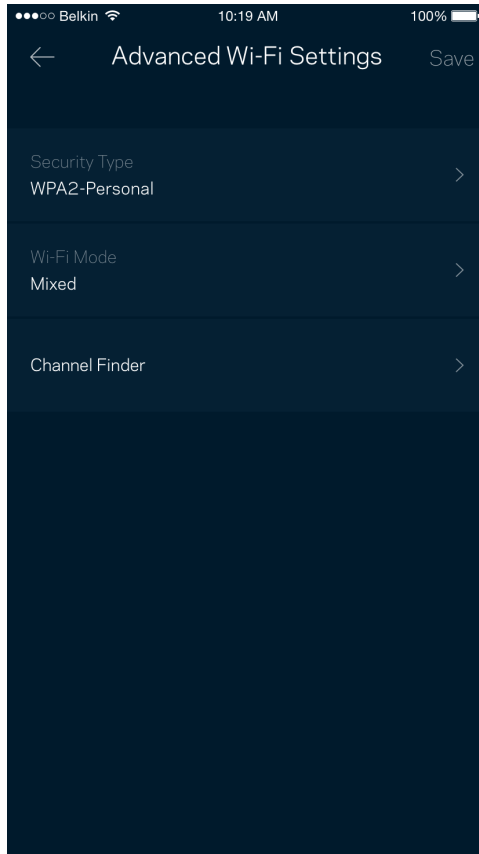 Belkin 10:19 AM 100%
Advanced Wi-Fi Settings Save
Security Type
WPA2-Personal
Wi-Fi Mode
Mixed
Channel Finder